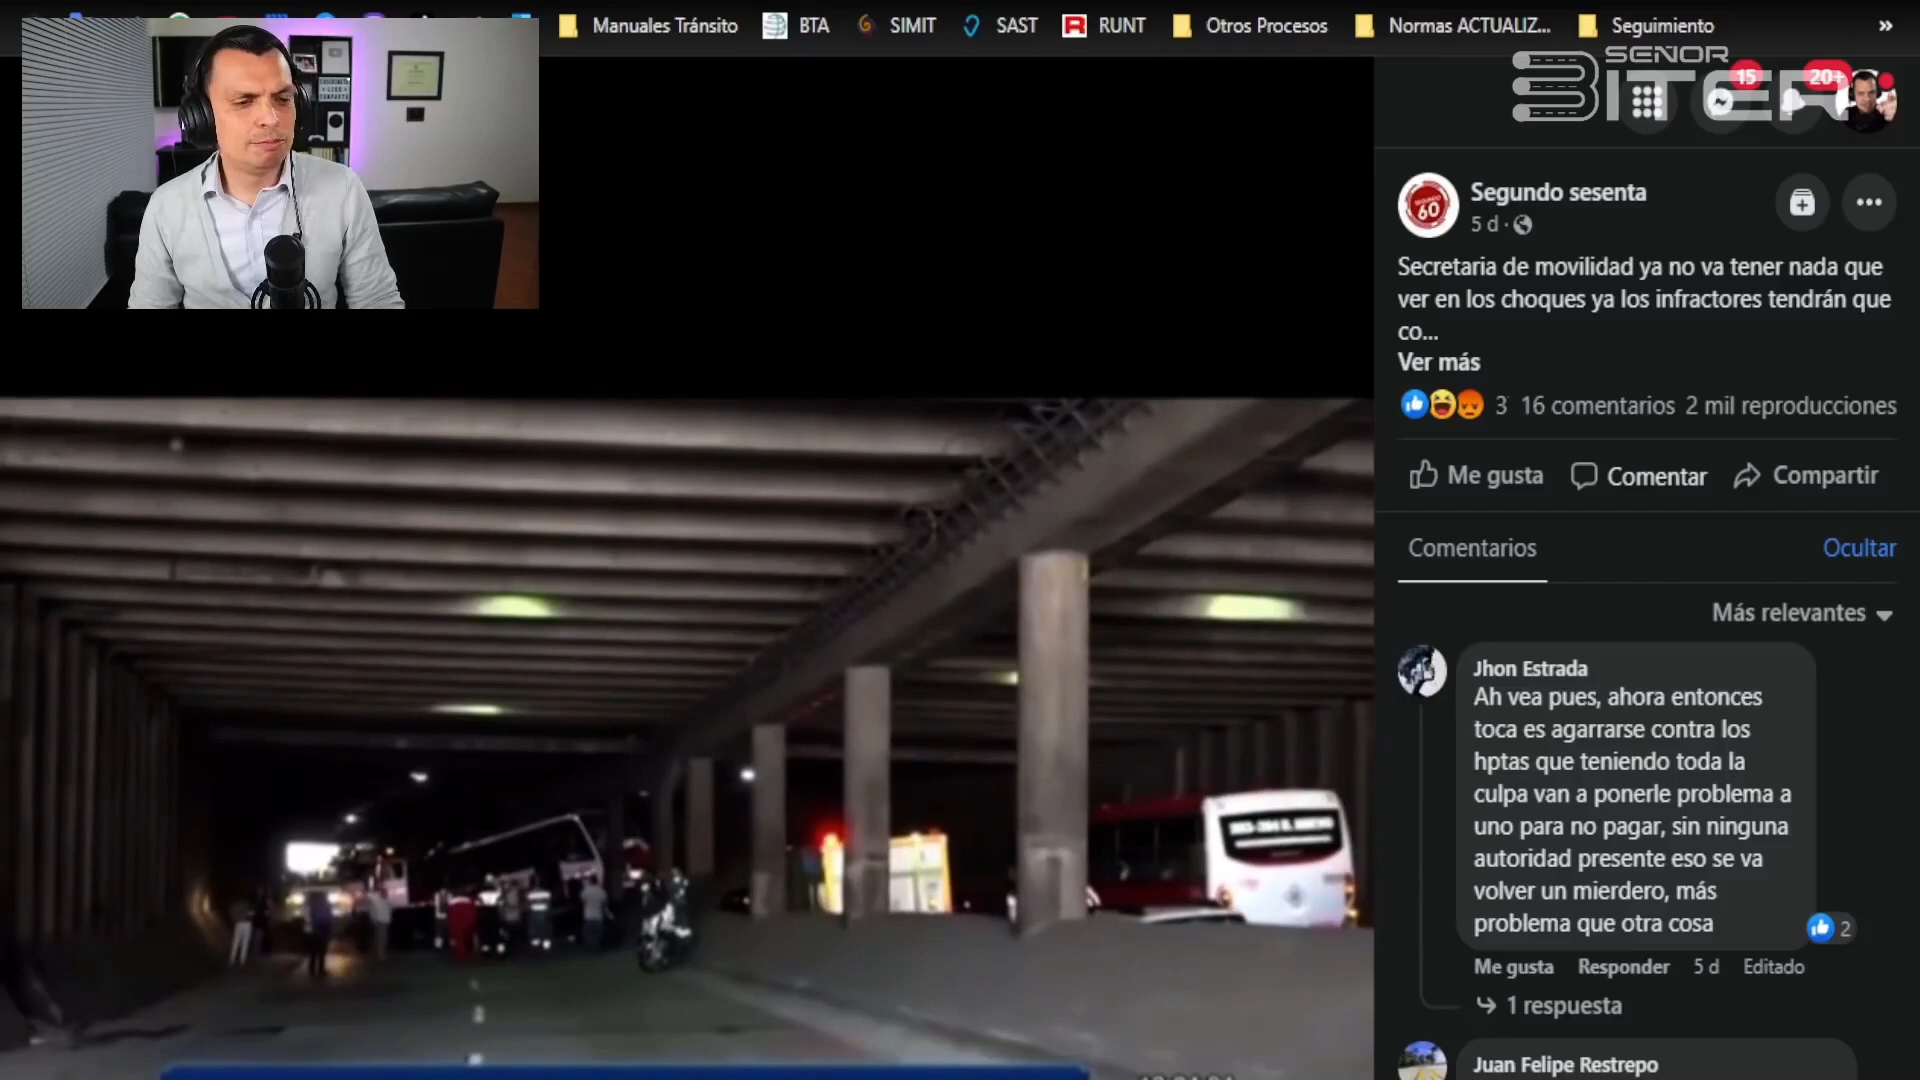 Manuales Tránsito
BTA
SIMIT
SAST
RUNT
Otros Procesos
Normas ACTUALIZ...
Seguimiento
»
SEÑOR
BITER
15
20+
SEGUNDO
60
Segundo sesenta
5 d ·
Secretaria de movilidad ya no va tener nada que
ver en los choques ya los infractores tendrán que
co...
Ver más
3 16 comentarios 2 mil reproducciones
Me gusta
Comentar
Compartir
Comentarios
Ocultar
Más relevantes
Jhon Estrada
Ah vea pues, ahora entonces
toca es agarrarse contra los
hptas que teniendo toda la
culpa van a ponerle problema a
uno para no pagar, sin ninguna
autoridad presente eso se va
volver un mierdero, más
problema que otra cosa
2
Me gusta Responder 5 d Editado
1 respuesta
Juan Felipe Restrepo